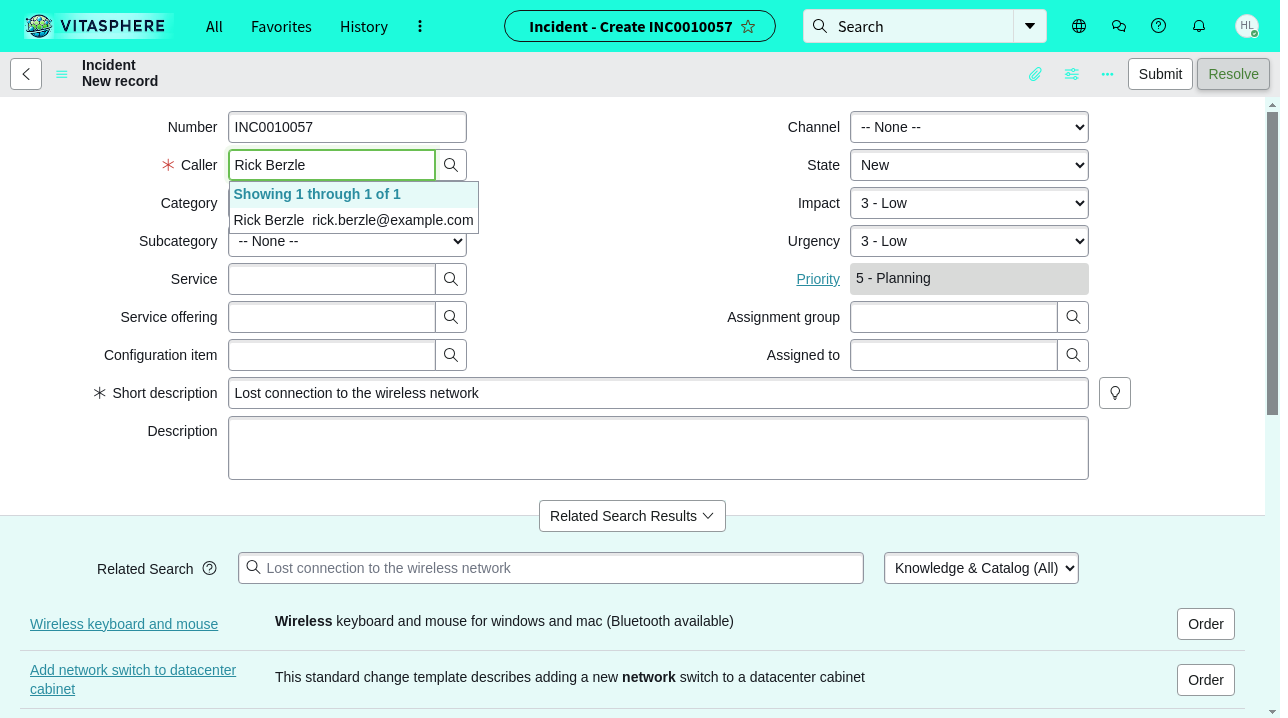 VITASPHERE
All
Favorites
History
Incident - Create INC0010057
Search
HL
Incident
New record
Submit
Resolve
Number
INC0010057
Channel
-- None --
Caller
Rick Berzle
State
New
Showing 1 through 1 of 1
Rick Berzle rick.berzle@example.com
Category
Impact
3 - Low
Subcategory
-- None --
Urgency
3 - Low
Service
Priority
5 - Planning
Service offering
Assignment group
Configuration item
Assigned to
Short description
Lost connection to the wireless network
Description
Related Search Results
Related Search
Lost connection to the wireless network
Knowledge & Catalog (All)
Wireless keyboard and mouse
Wireless keyboard and mouse for windows and mac (Bluetooth available)
Order
Add network switch to datacenter
cabinet
This standard change template describes adding a new network switch to a datacenter cabinet
Order